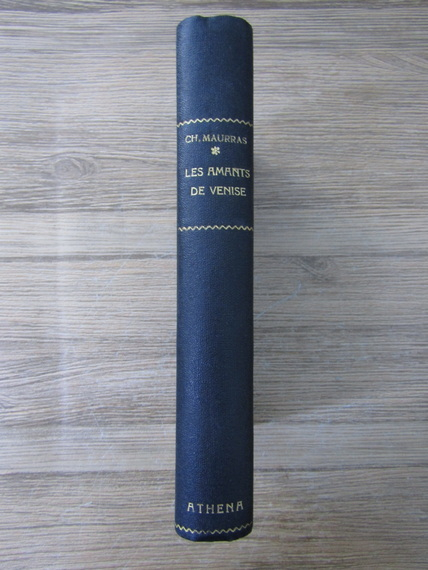 CH. MAURRAS
LES AMANTS
DE VENISE
ATHENA